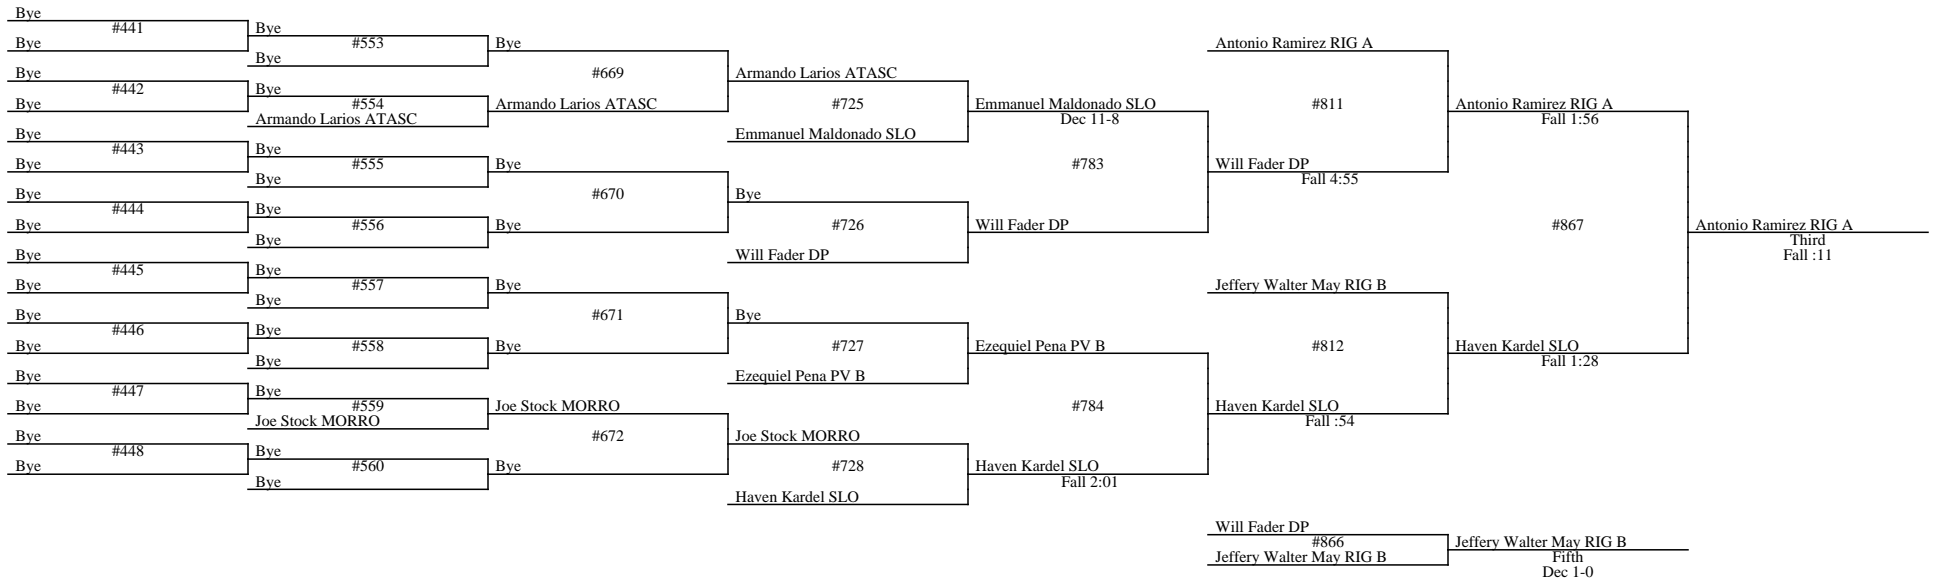 Bye
#441
Bye
Bye
#442
Bye
Bye
#443
Bye
Bye
#444
Bye
Bye
#445
Bye
Bye
#446
Bye
Bye
#447
Bye
Bye
#448
Bye
Bye
#553
Bye
Bye
#554
Armando Larios ATASC
Bye
#555
Bye
Bye
#556
Bye
Bye
#557
Bye
Bye
#558
Bye
Bye
#559
Joe Stock MORRO
Bye
#560
Bye
Bye
#669
Armando Larios ATASC
Bye
#670
Bye
Bye
#671
Bye
Joe Stock MORRO
#672
Bye
Armando Larios ATASC
#725
Emmanuel Maldonado SLO
Bye
#726
Will Fader DP
Bye
#727
Ezequiel Pena PV B
Joe Stock MORRO
#728
Haven Kardel SLO
Emmanuel Maldonado SLO
Dec 11-8
#783
Will Fader DP
Ezequiel Pena PV B
#784
Haven Kardel SLO
Fall 2:01
Antonio Ramirez RIG A
#811
Will Fader DP
Fall 4:55
Jeffery Walter May RIG B
#812
Haven Kardel SLO
Fall :54
Antonio Ramirez RIG A
Fall 1:56
#867
Haven Kardel SLO
Fall 1:28
Antonio Ramirez RIG A
Third
Fall :11
Will Fader DP
#866
Jeffery Walter May RIG B
Jeffery Walter May RIG B
Fifth
Dec 1-0